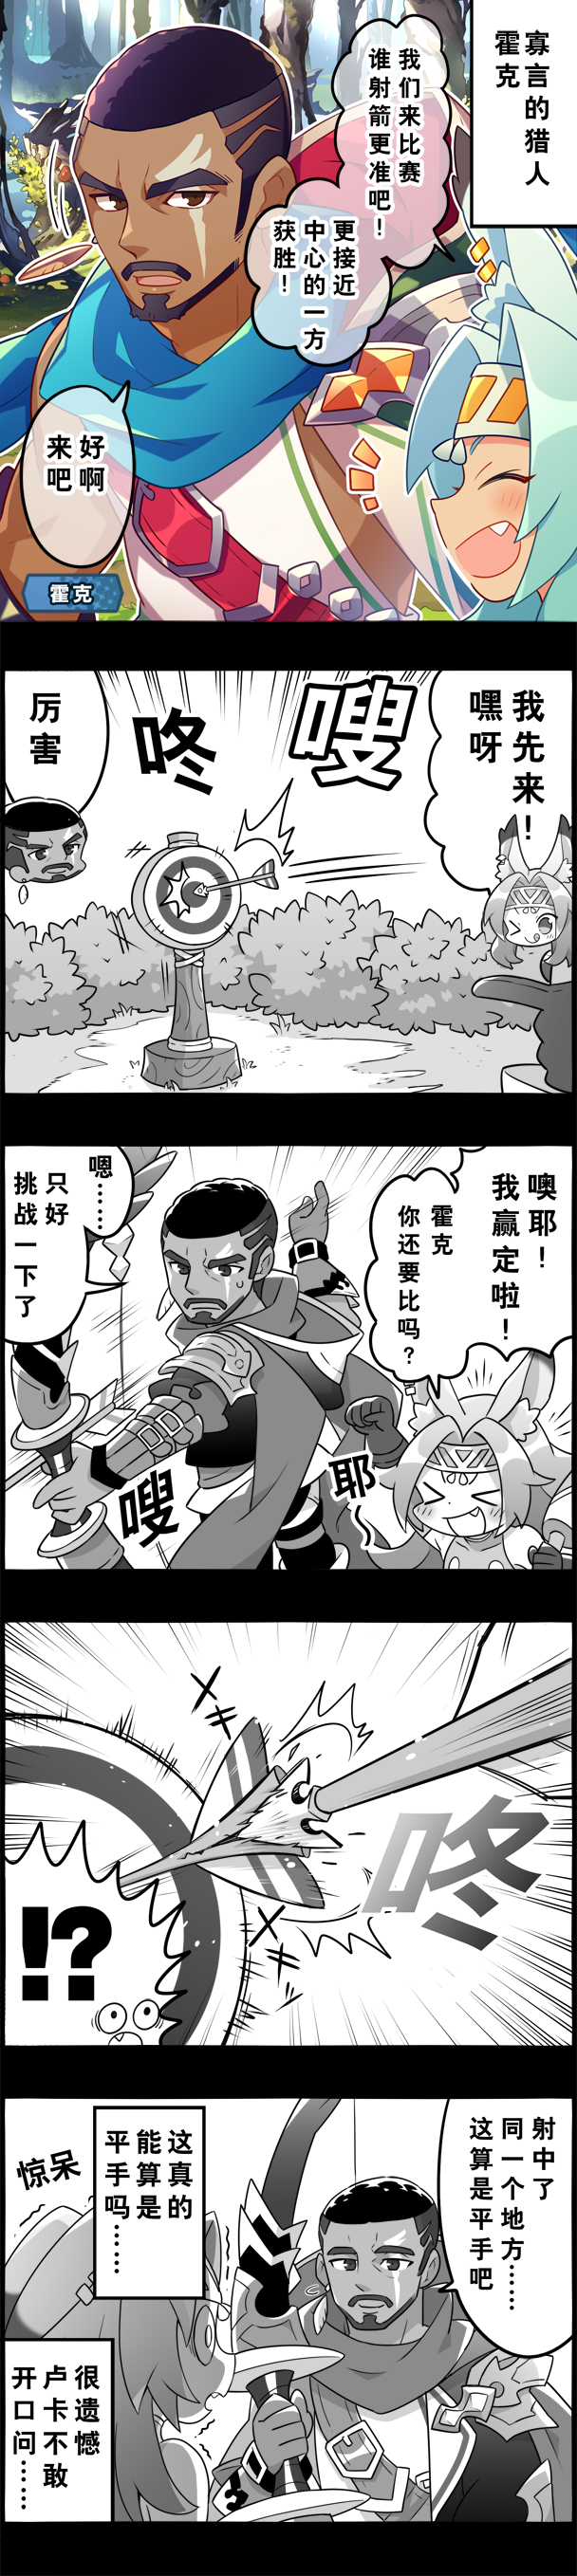 寡言的猎人
霍克
我们来比赛
谁射箭更准吧！
更接近
中心的一方
获胜！
好啊
来吧
霍克
我先来！
嘿呀
嗖
咚
厉害
噢耶！
我赢定啦！
霍克
你还要比吗？
嗯……
只好
挑战一下了
嗖
耶～
咚
!?
射中了
同一个地方……
这算是平手吧
这真的
能算是
平手吗……
惊呆
很遗憾
卢卡不敢
开口问……